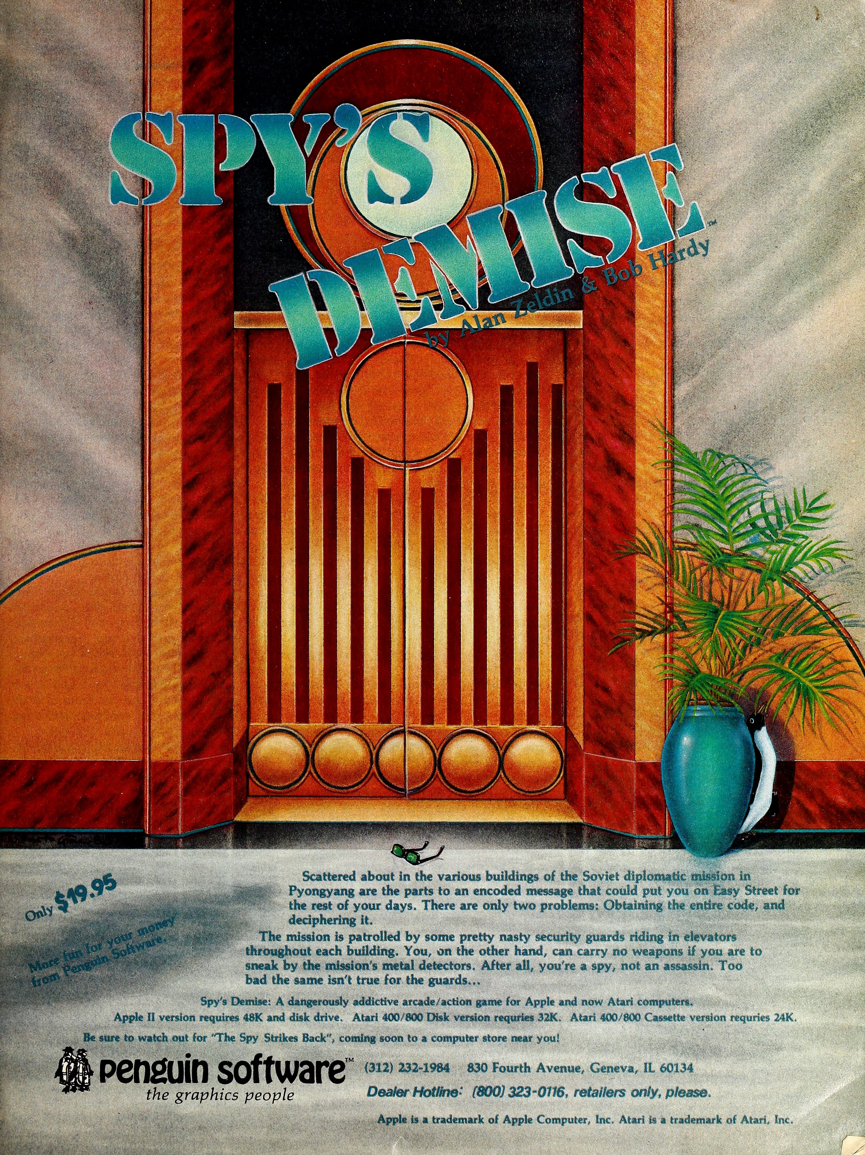 SPY'S
DEMISE™
by Alan Zeldin & Bob Hardy
Only $19.95
More fun for your money
from Penguin Software.
Scattered about in the various buildings of the Soviet diplomatic mission in
Pyongyang are the parts to an encoded message that could put you on Easy Street for
the rest of your days. There are only two problems: Obtaining the entire code, and
deciphering it.
The mission is patrolled by some pretty nasty security guards riding in elevators
throughout each building. You, on the other hand, can carry no weapons if you are to
sneak by the mission's metal detectors. After all, you're a spy, not an assassin. Too
bad the same isn't true for the guards...
Spy's Demise: A dangerously addictive arcade/action game for Apple and now Atari computers.
Apple II version requires 48K and disk drive. Atari 400/800 Disk version requries 32K. Atari 400/800 Cassette version requries 24K.
Be sure to watch out for "The Spy Strikes Back", coming soon to a computer store near you!
penguin software™
the graphics people
(312) 232-1984 830 Fourth Avenue, Geneva, IL 60134
Dealer Hotline: (800) 323-0116, retailers only, please.
Apple is a trademark of Apple Computer, Inc. Atari is a trademark of Atari, Inc.